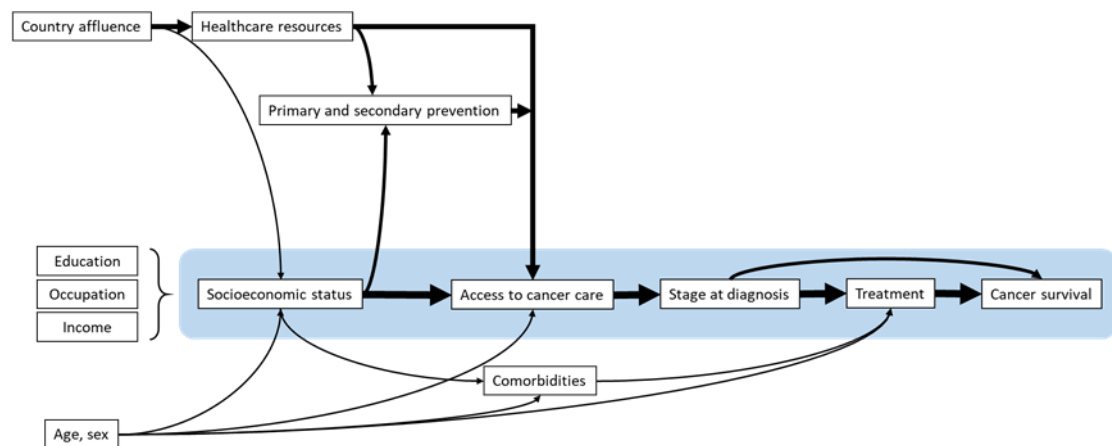 Country affluence
Healthcare resources
Primary and secondary prevention
Education
Occupation
Income
Socioeconomic status
Access to cancer care
Stage at diagnosis
Treatment
Cancer survival
Comorbidities
Age, sex